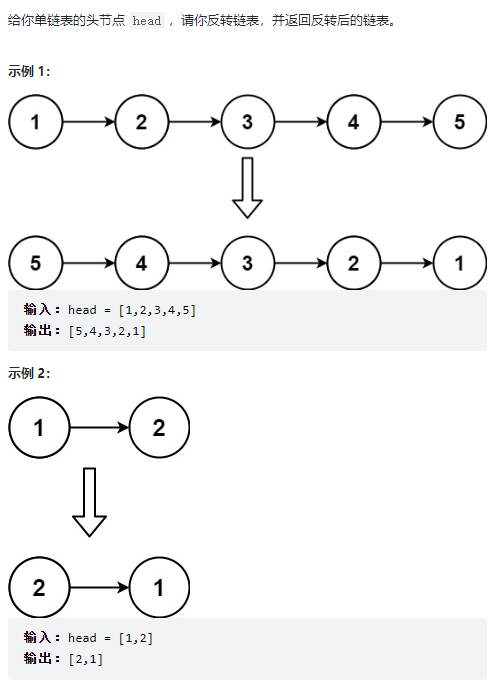 给你单链表的头节点 head ，请你反转链表，并返回反转后的链表。
示例 1：
1 2 3 4 5
5 4 3 2 1
输入：head = [1,2,3,4,5]
输出：[5,4,3,2,1]
示例 2：
1 2
2 1
输入：head = [1,2]
输出：[2,1]